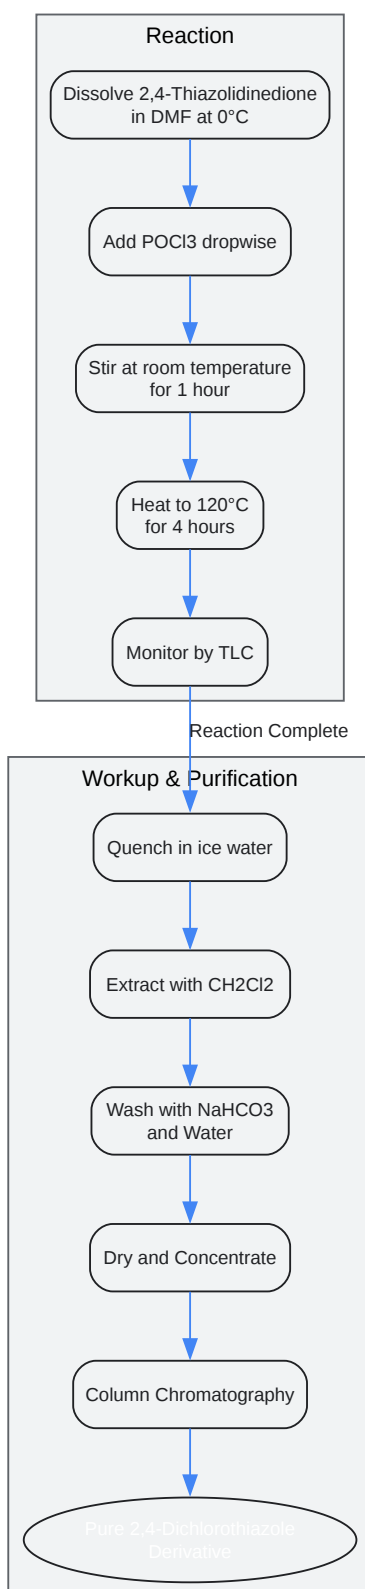 Reaction
Dissolve 2,4-Thiazolidinedione
in DMF at 0°C
Add POCl3 dropwise
Stir at room temperature
for 1 hour
Heat to 120°C
for 4 hours
Monitor by TLC
Reaction Complete
Workup & Purification
Quench in ice water
Extract with CH2Cl2
Wash with NaHCO3
and Water
Dry and Concentrate
Column Chromatography
Pure 2,4-Dichlorothiazole
Derivative